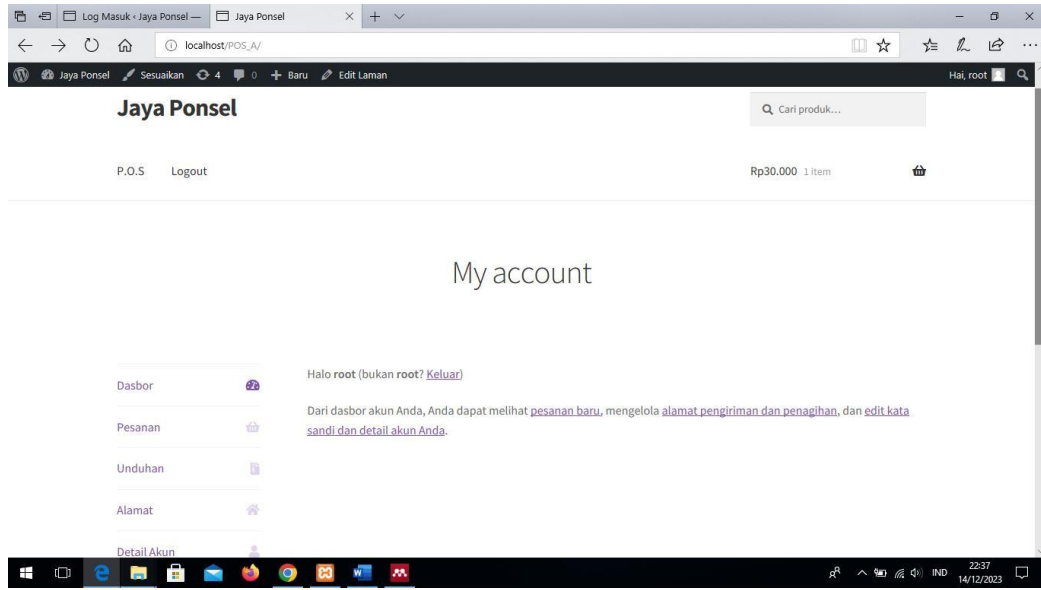 Log Masuk ‹ Jaya Ponsel —
Jaya Ponsel
localhost/POS_A/
Jaya Ponsel Sesuaikan 4 0 Baru Edit Laman Hai, root
Jaya Ponsel
Cari produk...
P.O.S Logout
Rp30.000 1 item
My account
Dasbor
Pesanan
Unduhan
Alamat
Detail Akun
Halo root (bukan root? Keluar)
Dari dasbor akun Anda, Anda dapat melihat pesanan baru, mengelola alamat pengiriman dan penagihan, dan edit kata
sandi dan detail akun Anda.
IND
22:37
14/12/2023